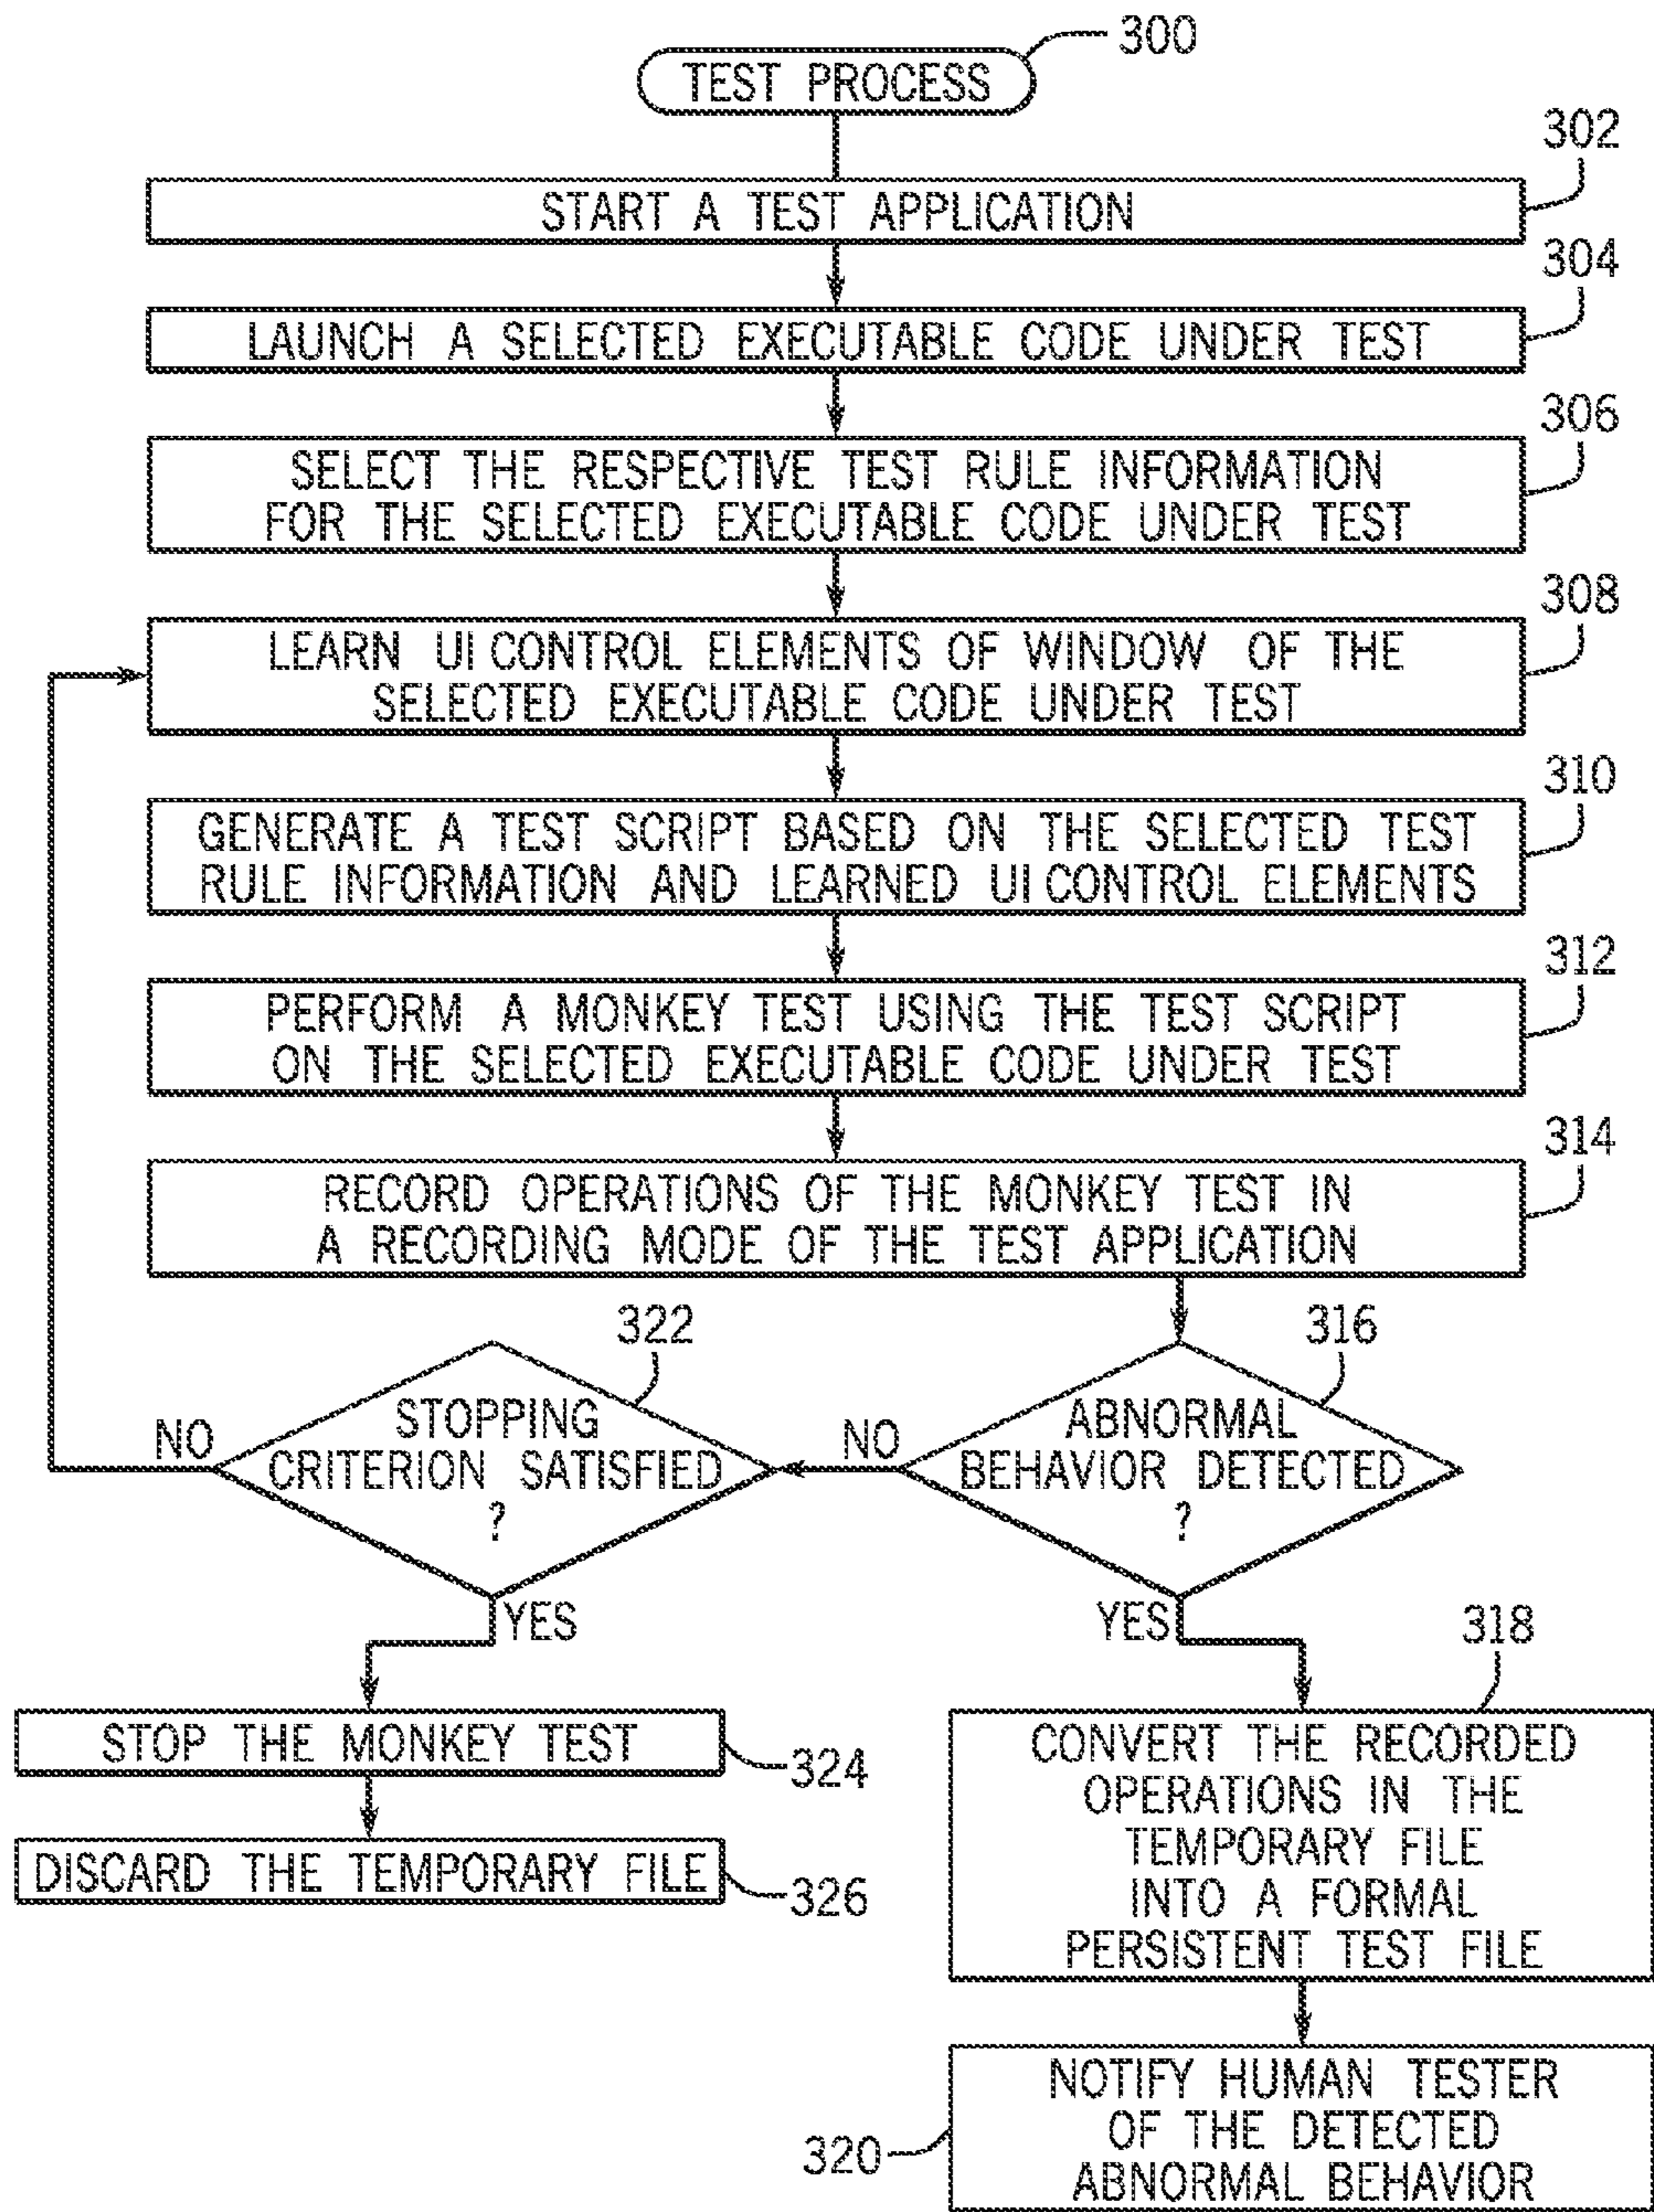 300
TEST PROCESS
302
START A TEST APPLICATION
304
LAUNCH A SELECTED EXECUTABLE CODE UNDER TEST
306
SELECT THE RESPECTIVE TEST RULE INFORMATION
FOR THE SELECTED EXECUTABLE CODE UNDER TEST
308
LEARN UI CONTROL ELEMENTS OF WINDOW OF THE
SELECTED EXECUTABLE CODE UNDER TEST
310
GENERATE A TEST SCRIPT BASED ON THE SELECTED TEST
RULE INFORMATION AND LEARNED UI CONTROL ELEMENTS
312
PERFORM A MONKEY TEST USING THE TEST SCRIPT
ON THE SELECTED EXECUTABLE CODE UNDER TEST
314
RECORD OPERATIONS OF THE MONKEY TEST IN
A RECORDING MODE OF THE TEST APPLICATION
316
ABNORMAL
BEHAVIOR DETECTED
?
NO
YES
322
STOPPING
CRITERION SATISFIED
?
NO
YES
STOP THE MONKEY TEST
324
DISCARD THE TEMPORARY FILE
326
318
CONVERT THE RECORDED
OPERATIONS IN THE
TEMPORARY FILE
INTO A FORMAL
PERSISTENT TEST FILE
320
NOTIFY HUMAN TESTER
OF THE DETECTED
ABNORMAL BEHAVIOR